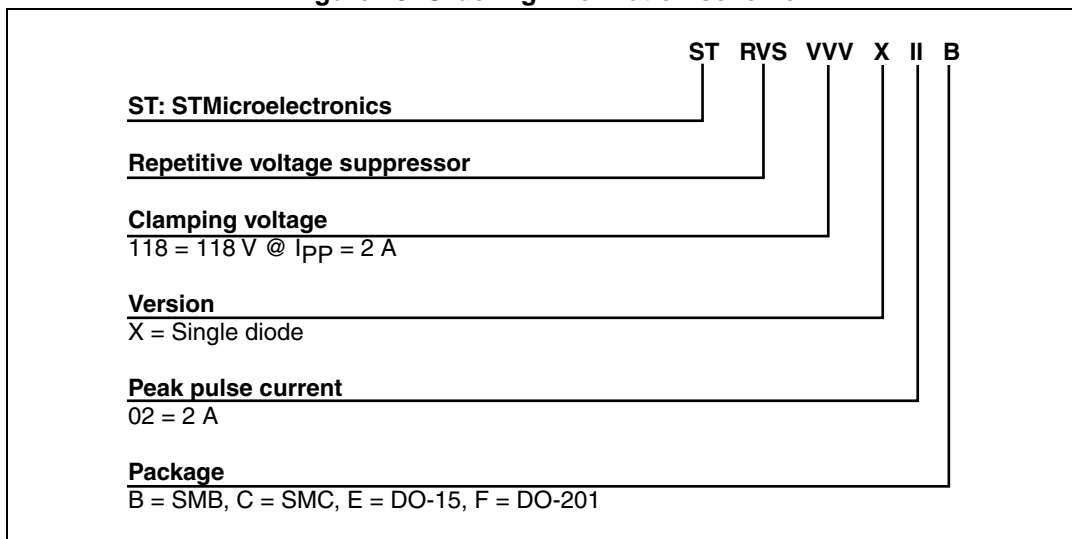 ST RVS VVV X II B
ST: STMicroelectronics
Repetitive voltage suppressor
Clamping voltage
118 = 118 V @ IPP = 2 A
Version
X = Single diode
Peak pulse current
02 = 2 A
Package
B = SMB, C = SMC, E = DO-15, F = DO-201